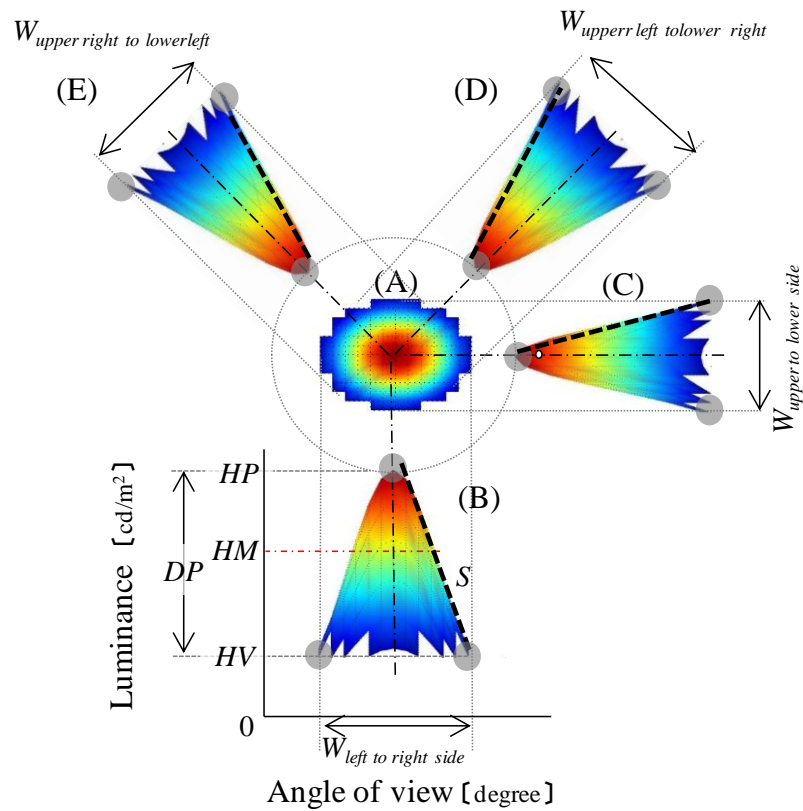 W upper right to lowerleft
W upperr left tolower right
(E)
(D)
(A)
(C)
W upper to lower side
HP
(B)
HM
DP
S
HV
Luminance [cd/m²]
0
W left to right side
Angle of view [degree]